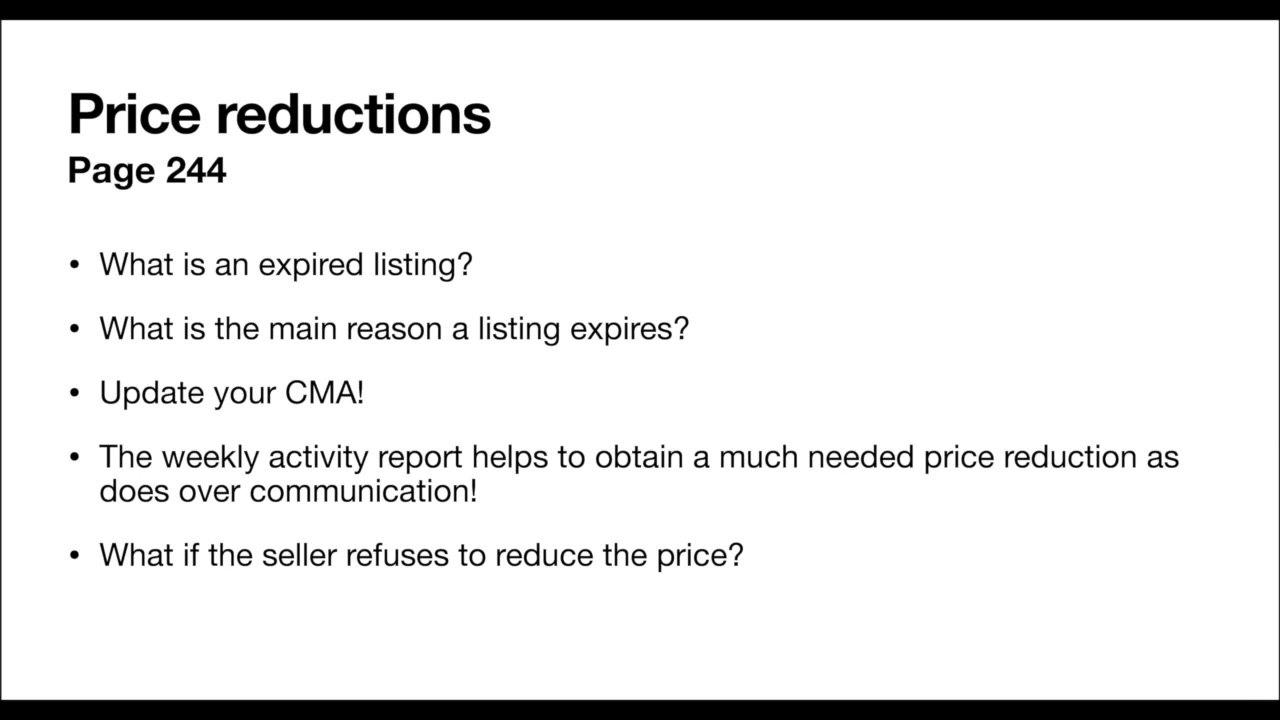 Price reductions
Page 244
• What is an expired listing?
• What is the main reason a listing expires?
• Update your CMA!
• The weekly activity report helps to obtain a much needed price reduction as
does over communication!
• What if the seller refuses to reduce the price?